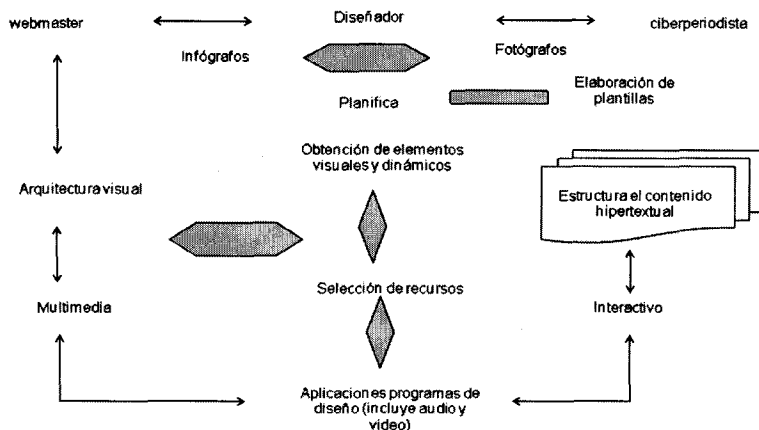 webmaster
Diseñador
ciberperiodista
Infógrafos
Fotógrafos
Planifica
Elaboración de
plantillas
Obtención de elementos
visuales y dinámicos
Arquitectura visual
Estructura el contenido
hipertextual
Selección de recursos
Multimedia
Interactivo
Aplicaciones programas de
diseño (incluye audio y
video)